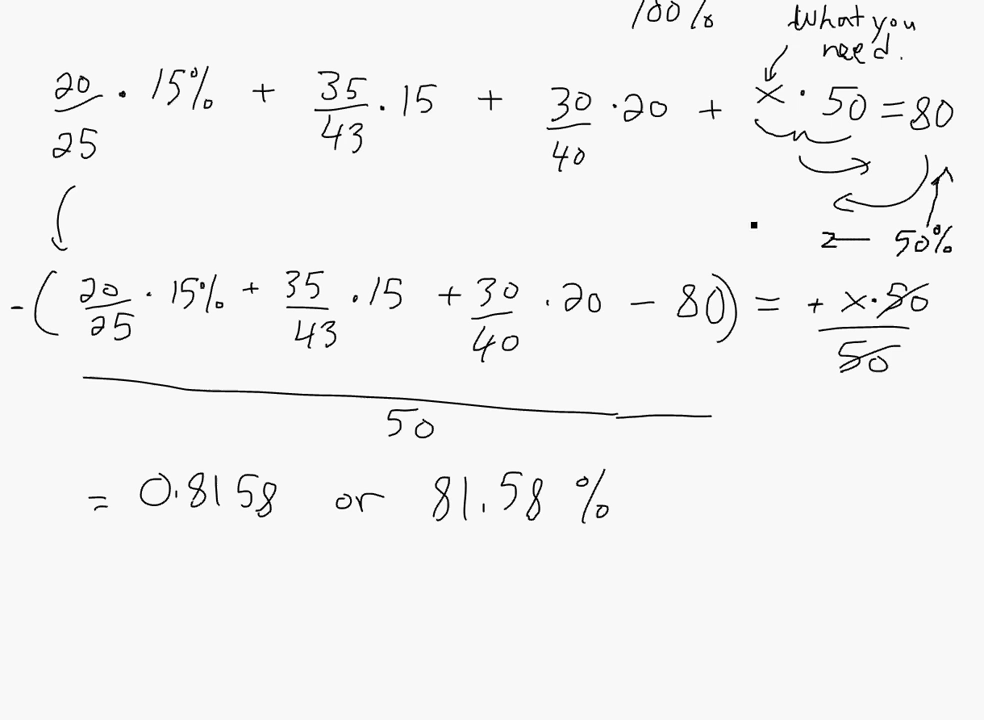 100% What you
need.
20/25 · 15% + 35/43 · 15 + 30/40 · 20 + x · 50 = 80
50%
-( 20/25 · 15% + 35/43 · 15 + 30/40 · 20 - 80) = + x·50/50
50
= 0.8158 or 81.58 %